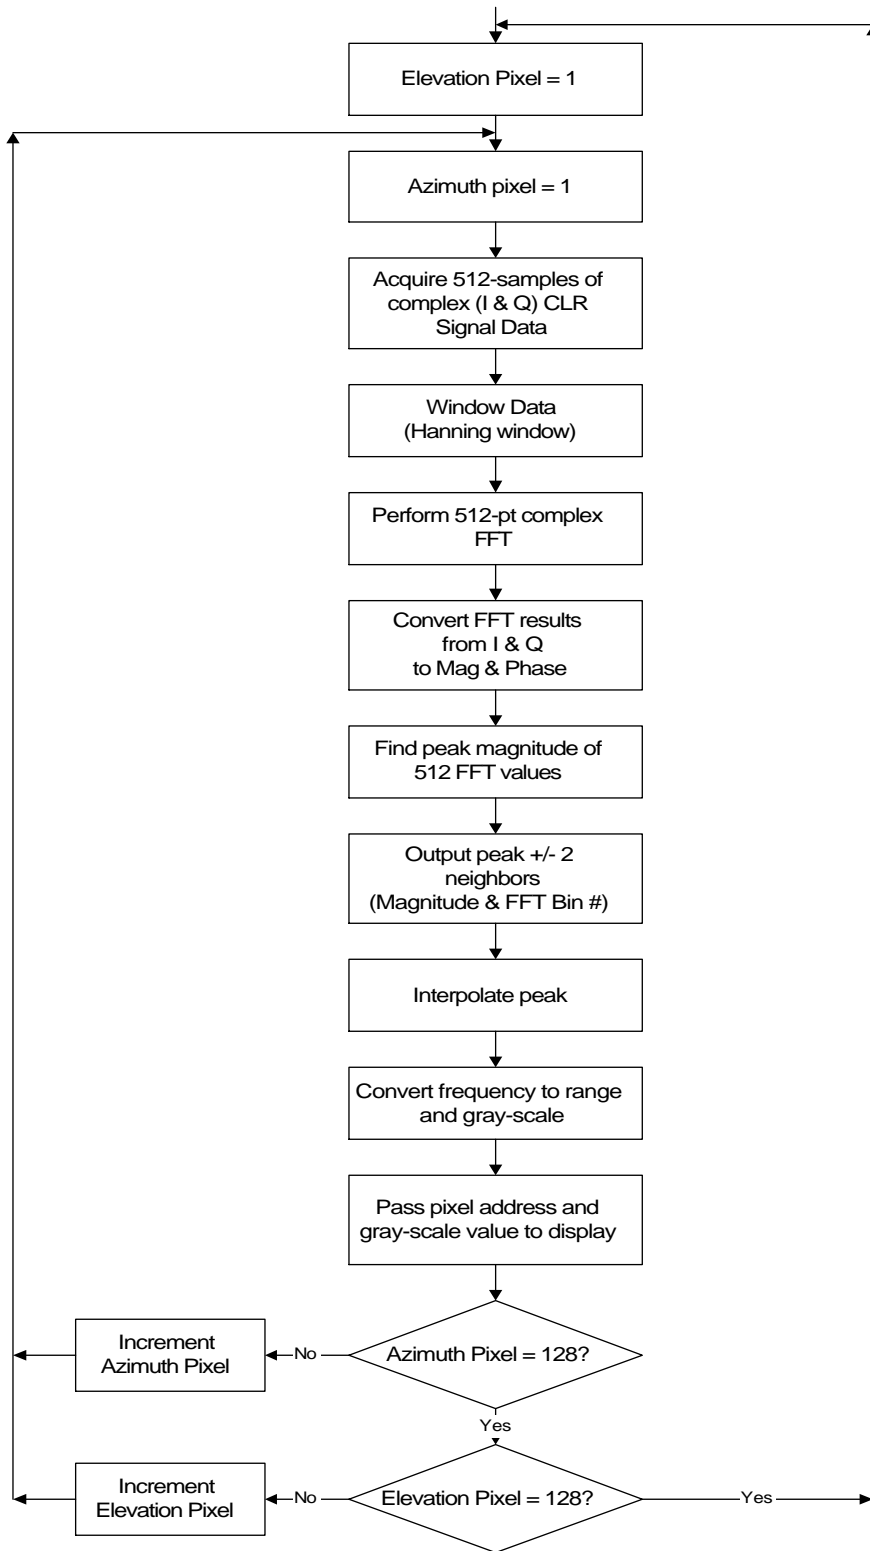 Elevation Pixel = 1
Azimuth pixel = 1
Acquire 512-samples of
complex (I & Q) CLR
Signal Data
Window Data
(Hanning window)
Perform 512-pt complex
FFT
Convert FFT results
from I & Q
to Mag & Phase
Find peak magnitude of
512 FFT values
Output peak +/- 2
neighbors
(Magnitude & FFT Bin #)
Interpolate peak
Convert frequency to range
and gray-scale
Pass pixel address and
gray-scale value to display
Increment
Azimuth Pixel
No
Azimuth Pixel = 128?
Yes
Increment
Elevation Pixel
No
Elevation Pixel = 128?
Yes